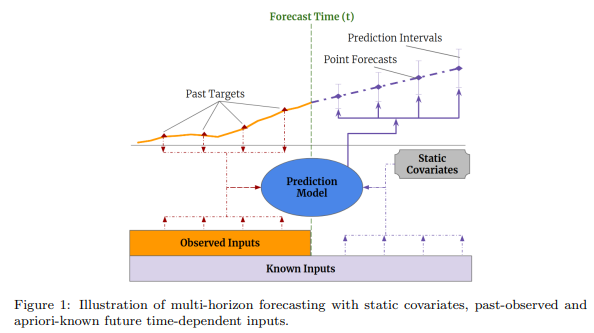 Forecast Time (t)
Prediction Intervals
Point Forecasts
Past Targets
Static
Covariates
Prediction
Model
Observed Inputs
Known Inputs
Figure 1: Illustration of multi-horizon forecasting with static covariates, past-observed and
apriori-known future time-dependent inputs.